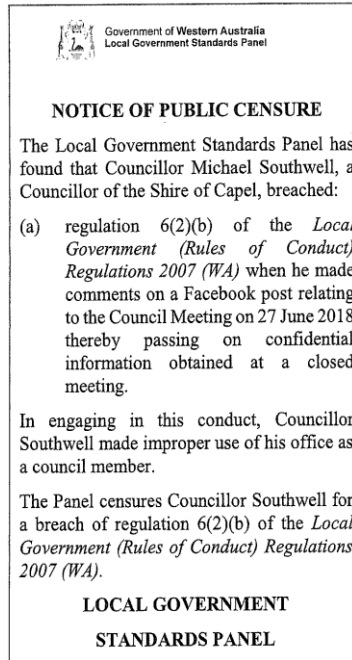 Government of Western Australia
Local Government Standards Panel
NOTICE OF PUBLIC CENSURE
The Local Government Standards Panel has
found that Councillor Michael Southwell, a
Councillor of the Shire of Capel, breached:
(a) regulation 6(2)(b) of the Local
Government (Rules of Conduct)
Regulations 2007 (WA) when he made
comments on a Facebook post relating
to the Council Meeting on 27 June 2018
thereby passing on confidential
information obtained at a closed
meeting.
In engaging in this conduct, Councillor
Southwell made improper use of his office as
a council member.
The Panel censures Councillor Southwell for
a breach of regulation 6(2)(b) of the Local
Government (Rules of Conduct) Regulations
2007 (WA).
LOCAL GOVERNMENT
STANDARDS PANEL